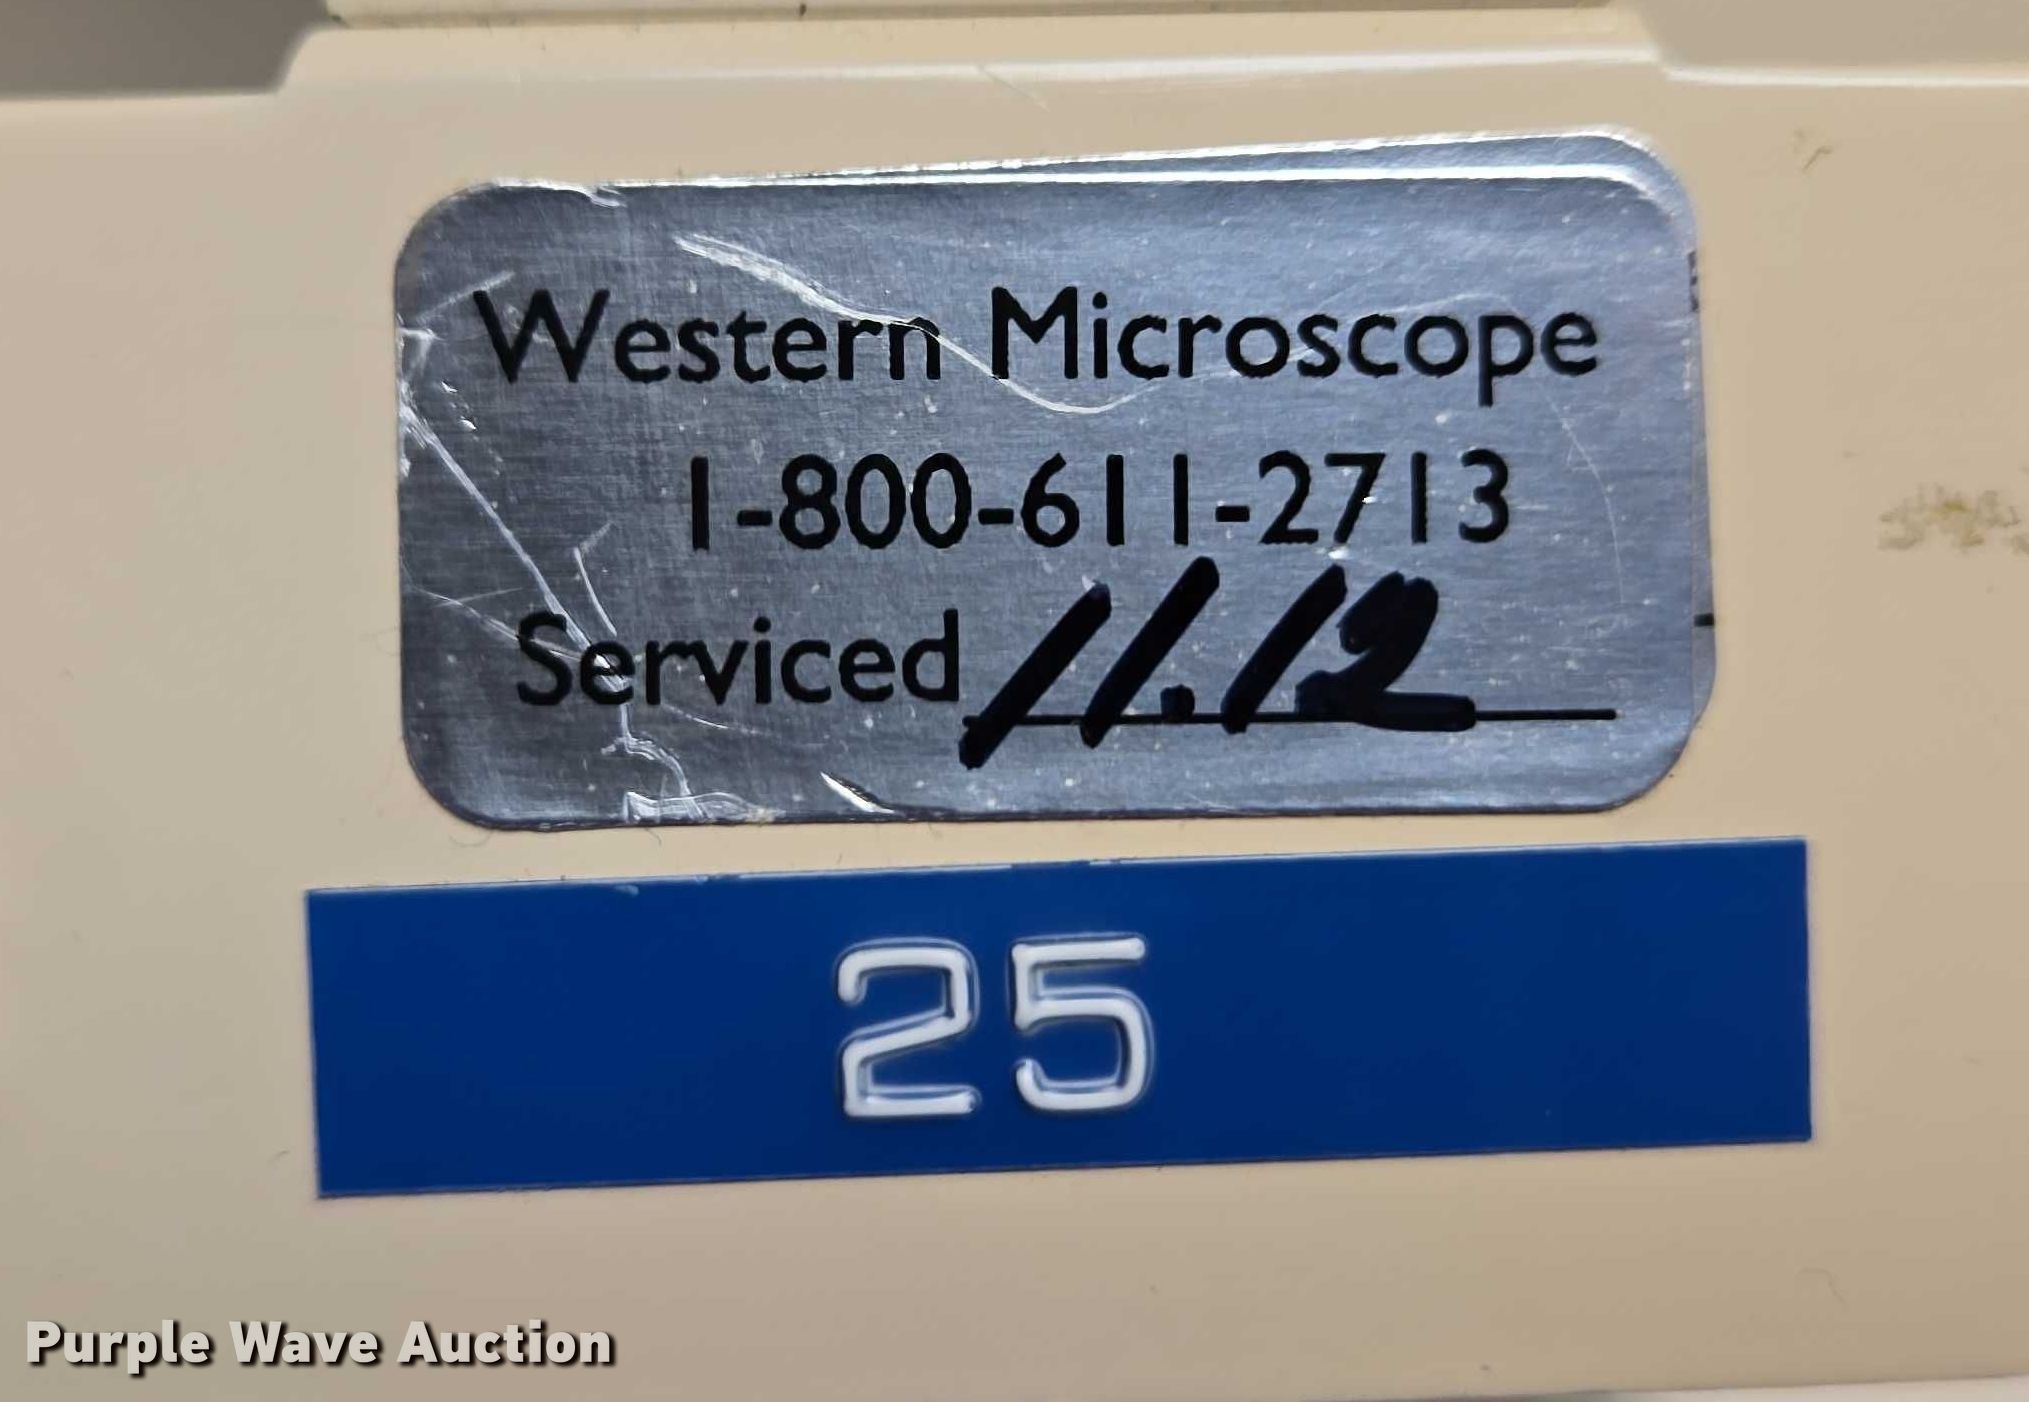 Western Microscope
1-800-611-2713
Serviced 11.12
25
Purple Wave Auction